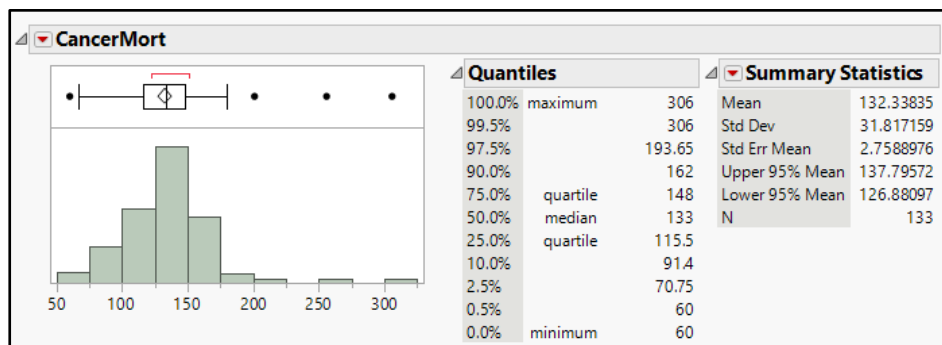 CancerMort
50 100 150 200 250 300
Quantiles
100.0% maximum 306
99.5% 306
97.5% 193.65
90.0% 162
75.0% quartile 148
50.0% median 133
25.0% quartile 115.5
10.0% 91.4
2.5% 70.75
0.5% 60
0.0% minimum 60
Summary Statistics
Mean 132.33835
Std Dev 31.817159
Std Err Mean 2.7588976
Upper 95% Mean 137.79572
Lower 95% Mean 126.88097
N 133